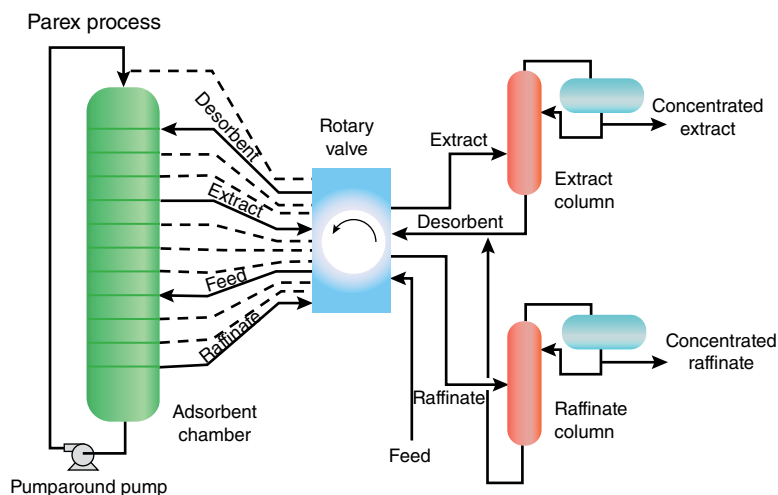 Parex process
Desorbent
Extract
Feed
Raffinate
Adsorbent
chamber
Pumparound pump
Rotary
valve
Extract
Desorbent
Raffinate
Feed
Concentrated
extract
Extract
column
Concentrated
raffinate
Raffinate
column